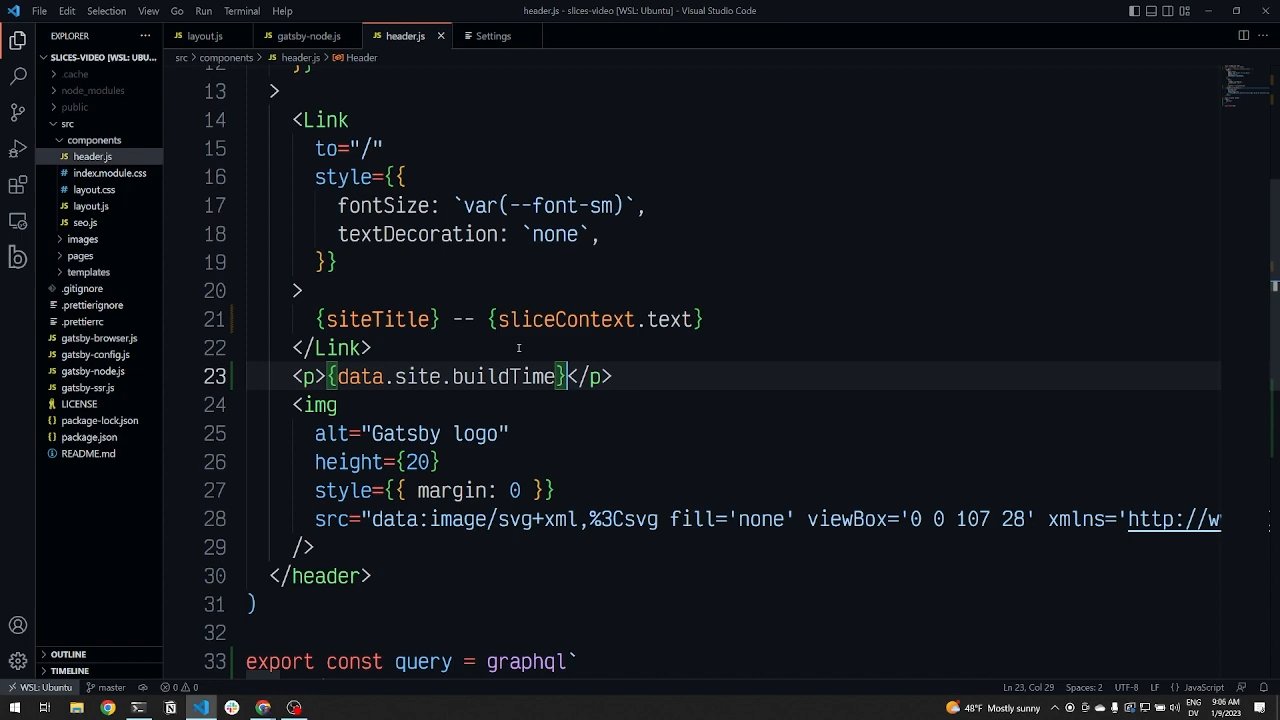 File Edit Selection View Go Run Terminal Help
header.js - slices-video [WSL: Ubuntu] - Visual Studio Code
EXPLORER
layout.js
gatsby-node.js
header.js
Settings
SLICES-VIDEO [WSL: UBU...
src > components > header.js > Header
.cache
node_modules
public
src
components
header.js
index.module.css
layout.css
layout.js
seo.js
images
pages
templates
.gitignore
.prettierignore
.prettierrc
gatsby-browser.js
gatsby-config.js
gatsby-node.js
gatsby-ssr.js
LICENSE
package-lock.json
package.json
README.md
OUTLINE
TIMELINE
13 >
14 <Link
15 to="/"
16 style={{
17 fontSize: `var(--font-sm)`,
18 textDecoration: `none`,
19 }}
20 >
21 {siteTitle} -- {sliceContext.text}
22 </Link>
23 <p>{data.site.buildTime}</p>
24 <img
25 alt="Gatsby logo"
26 height={20}
27 style={{ margin: 0 }}
28 src="data:image/svg+xml,%3Csvg fill='none' viewBox='0 0 107 28' xmlns='http://w
29 />
30 </header>
31 )
32
33 export const query = graphql`
WSL: Ubuntu master 0 0 Ln 23, Col 29 Spaces: 2 UTF-8 LF {} JavaScript
48°F Mostly sunny
9:06 AM
DV
1/9/2023